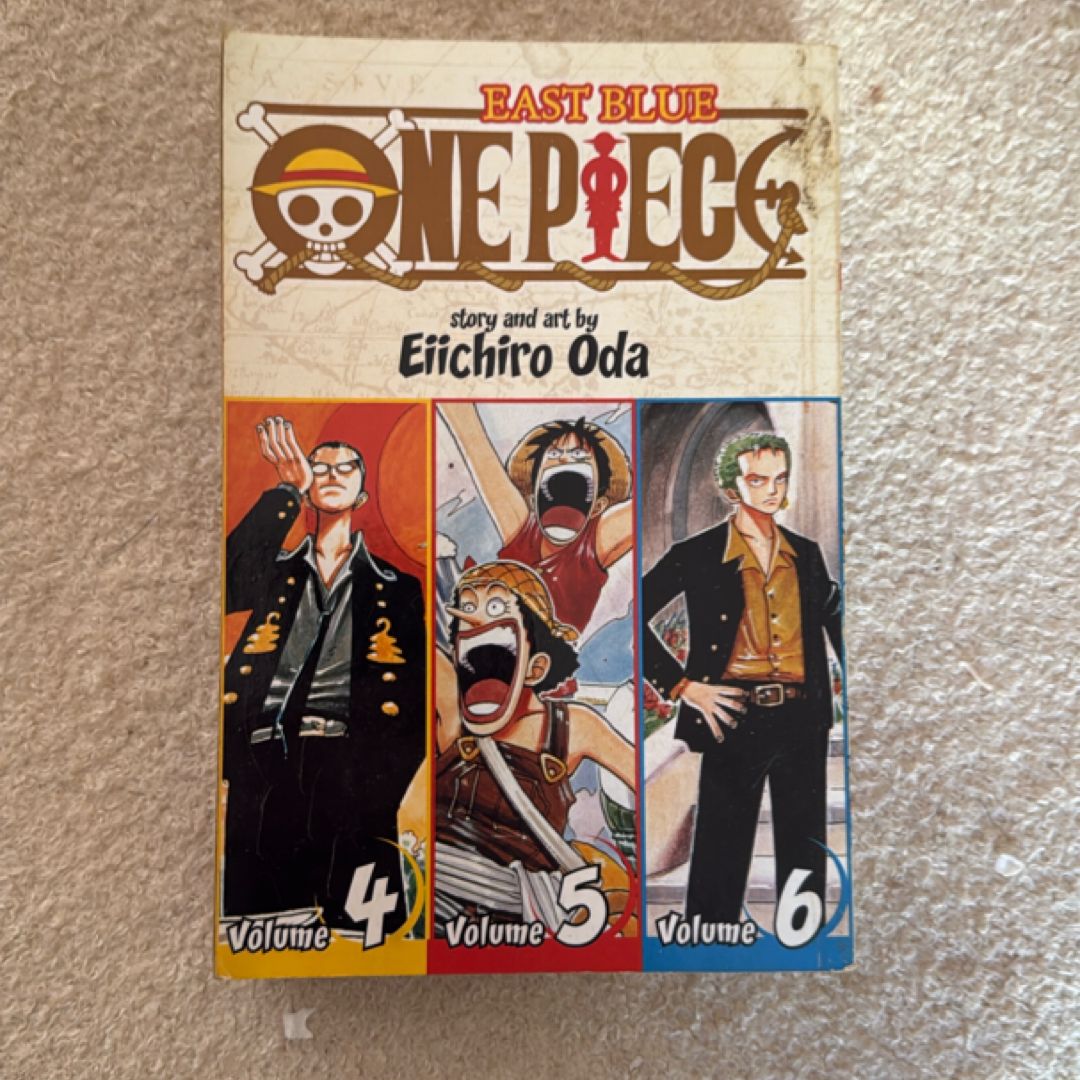 EAST BLUE
ONE PIECE
story and art by
Eiichiro Oda
Volume 4
Volume 5
Volume 6